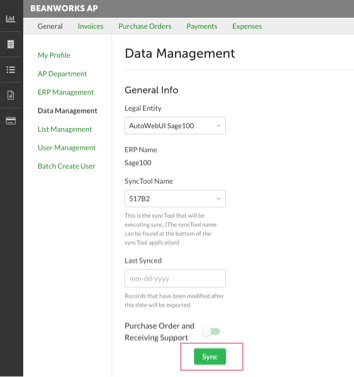 BEANWORKS AP
General Invoices Purchase Orders Payments Expenses
My Profile
AP Department
ERP Management
Data Management
List Management
User Management
Batch Create User
Data Management
General Info
Legal Entity
AutoWebUI Sage100
ERP Name
Sage100
SyncTool Name
517B2
This is the syncTool that will be
executing sync. (The syncTool name
can be found at the bottom of the
syncTool application)
Last Synced
mm-dd-yyyy
Records that have been modified after
this date will be exported.
Purchase Order and
Receiving Support
Sync